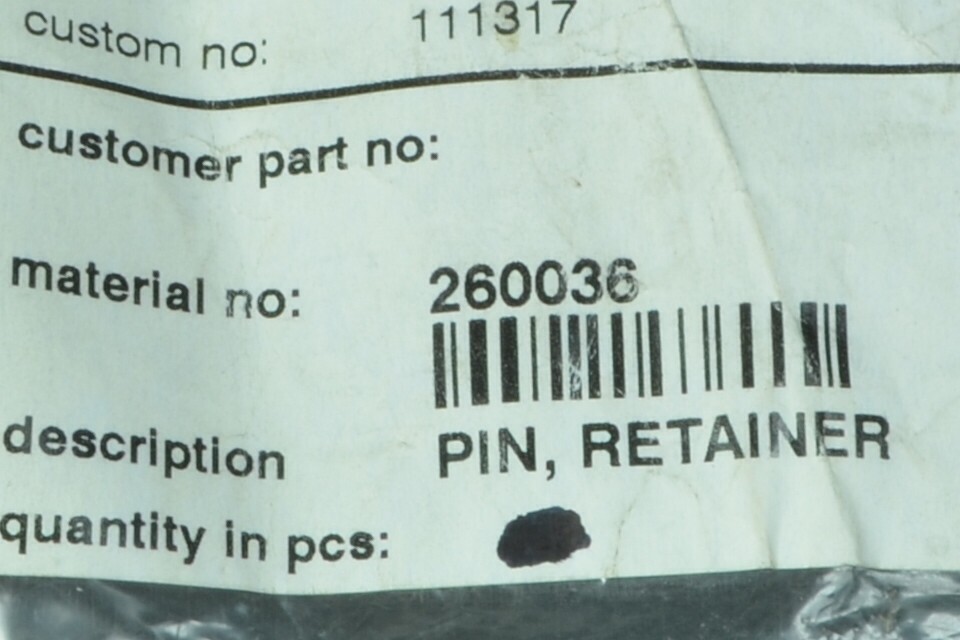 custom no: 111317
customer part no:
material no: 260036
description PIN, RETAINER
quantity in pcs: